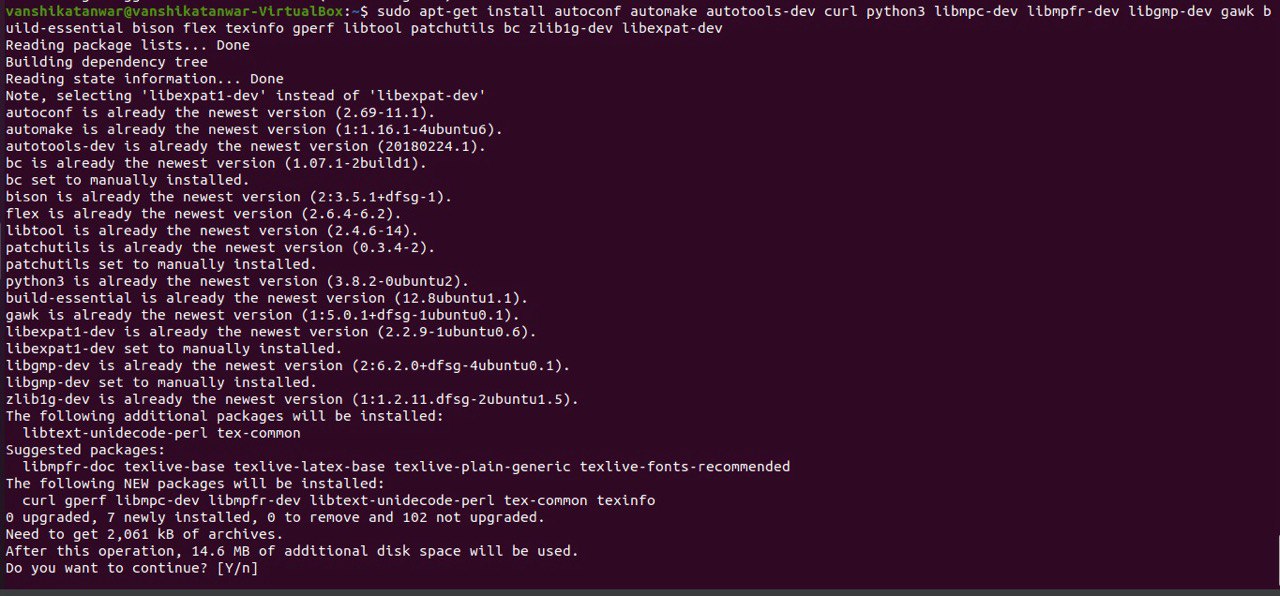 vanshikatanwar@vanshikatanwar-VirtualBox:~$ sudo apt-get install autoconf automake autotools-dev curl python3 libmpc-dev libmpfr-dev libgmp-dev gawk b
uild-essential bison flex texinfo gperf libtool patchutils bc zlib1g-dev libexpat-dev
Reading package lists... Done
Building dependency tree
Reading state information... Done
Note, selecting 'libexpat1-dev' instead of 'libexpat-dev'
autoconf is already the newest version (2.69-11.1).
automake is already the newest version (1:1.16.1-4ubuntu6).
autotools-dev is already the newest version (20180224.1).
bc is already the newest version (1.07.1-2build1).
bc set to manually installed.
bison is already the newest version (2:3.5.1+dfsg-1).
flex is already the newest version (2.6.4-6.2).
libtool is already the newest version (2.4.6-14).
patchutils is already the newest version (0.3.4-2).
patchutils set to manually installed.
python3 is already the newest version (3.8.2-0ubuntu2).
build-essential is already the newest version (12.8ubuntu1.1).
gawk is already the newest version (1:5.0.1+dfsg-1ubuntu0.1).
libexpat1-dev is already the newest version (2.2.9-1ubuntu0.6).
libexpat1-dev set to manually installed.
libgmp-dev is already the newest version (2:6.2.0+dfsg-4ubuntu0.1).
libgmp-dev set to manually installed.
zlib1g-dev is already the newest version (1:1.2.11.dfsg-2ubuntu1.5).
The following additional packages will be installed:
  libtext-unidecode-perl tex-common
Suggested packages:
  libmpfr-doc texlive-base texlive-latex-base texlive-plain-generic texlive-fonts-recommended
The following NEW packages will be installed:
  curl gperf libmpc-dev libmpfr-dev libtext-unidecode-perl tex-common texinfo
0 upgraded, 7 newly installed, 0 to remove and 102 not upgraded.
Need to get 2,061 kB of archives.
After this operation, 14.6 MB of additional disk space will be used.
Do you want to continue? [Y/n]